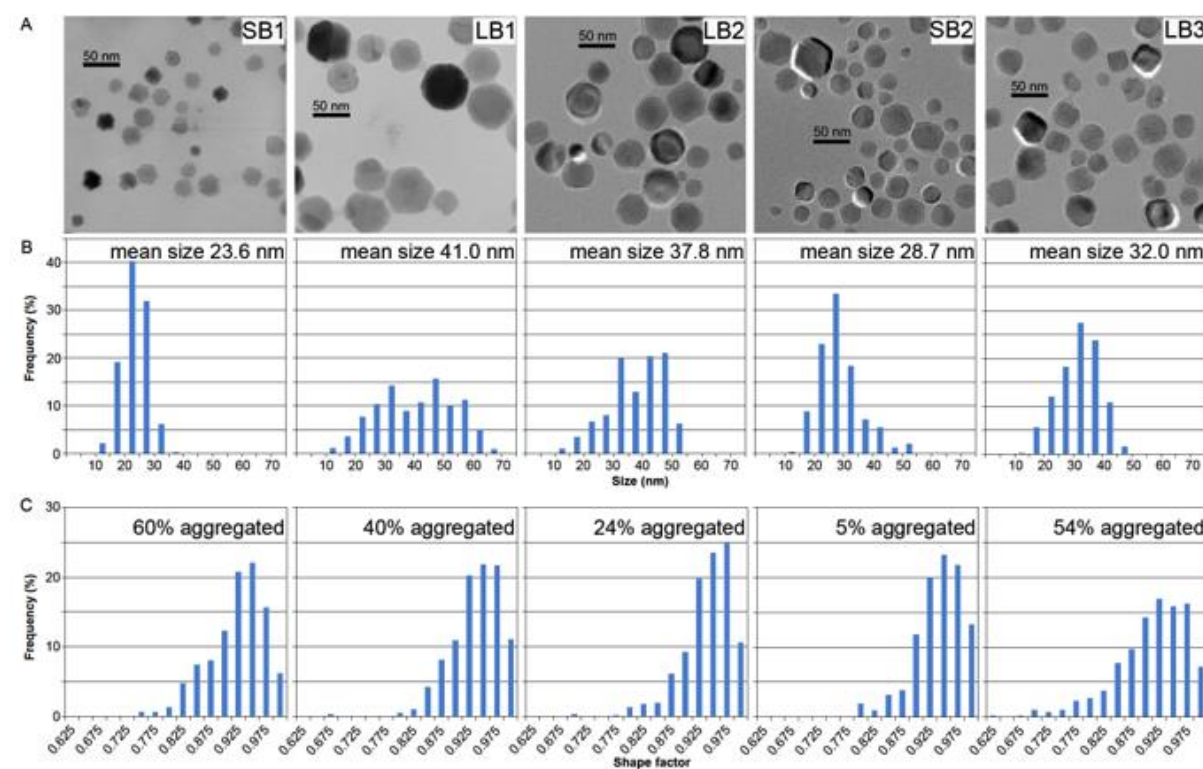 A
SB1
LB1
LB2
SB2
LB3
50 nm
50 nm
50 nm
50 nm
50 nm
B
mean size 23.6 nm
mean size 41.0 nm
mean size 37.8 nm
mean size 28.7 nm
mean size 32.0 nm
Frequency (%)
40
30
20
10
0
10 20 30 40 50 60 70
10 20 30 40 50 60 70
10 20 30 40 50 60 70
10 20 30 40 50 60 70
10 20 30 40 50 60 70
Size (nm)
C
60% aggregated
40% aggregated
24% aggregated
5% aggregated
54% aggregated
Frequency (%)
30
20
10
0
0.625 0.675 0.725 0.775 0.825 0.875 0.925 0.975
0.625 0.675 0.725 0.775 0.825 0.875 0.925 0.975
0.625 0.675 0.725 0.775 0.825 0.875 0.925 0.975
0.625 0.675 0.725 0.775 0.825 0.875 0.925 0.975
0.625 0.675 0.725 0.775 0.825 0.875 0.925 0.975
Shape factor